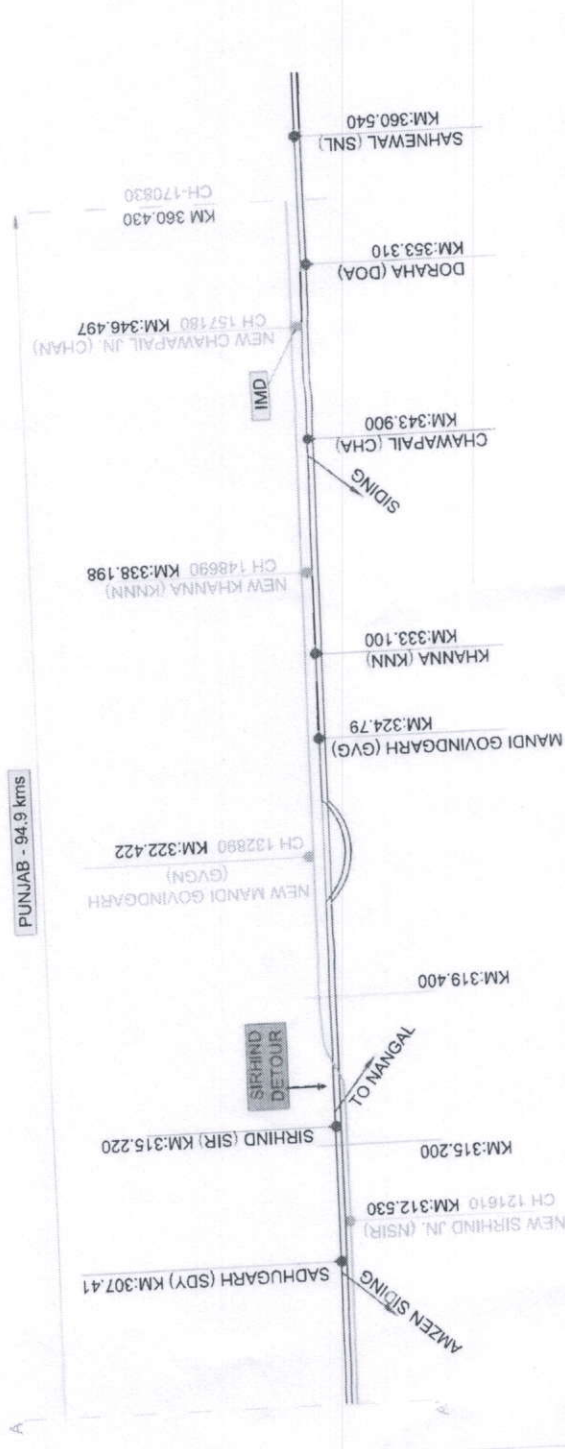 A
A
PUNJAB - 94.9 kms
SADHUGARH (SDY) KM:307.41
AMZEN SIDING
NEW SIRHIND JN. (NSIR)
CH 121610 KM:312.530
KM:315.200
SIRHIND (SIR) KM:315.220
TO NANGAL
SIRHIND
DETOUR
KM:319.400
NEW MANDI GOVINDGARH
(GVGN)
CH 132890 KM:322.422
MANDI GOVINDGARH (GVG)
KM:324.79
KHANNA (KNN)
KM:333.100
NEW KHANNA (KNNN)
CH 148690 KM:338.198
SIDING
CHAWAPAIL (CHA)
KM:343.900
IMD
NEW CHAWAPAIL JN. (CHAN)
CH 157180 KM:346.497
DORAHA (DOA)
KM:353.310
KM 360.430
CH-170830
SAHNEWAL (SNL)
KM:360.540